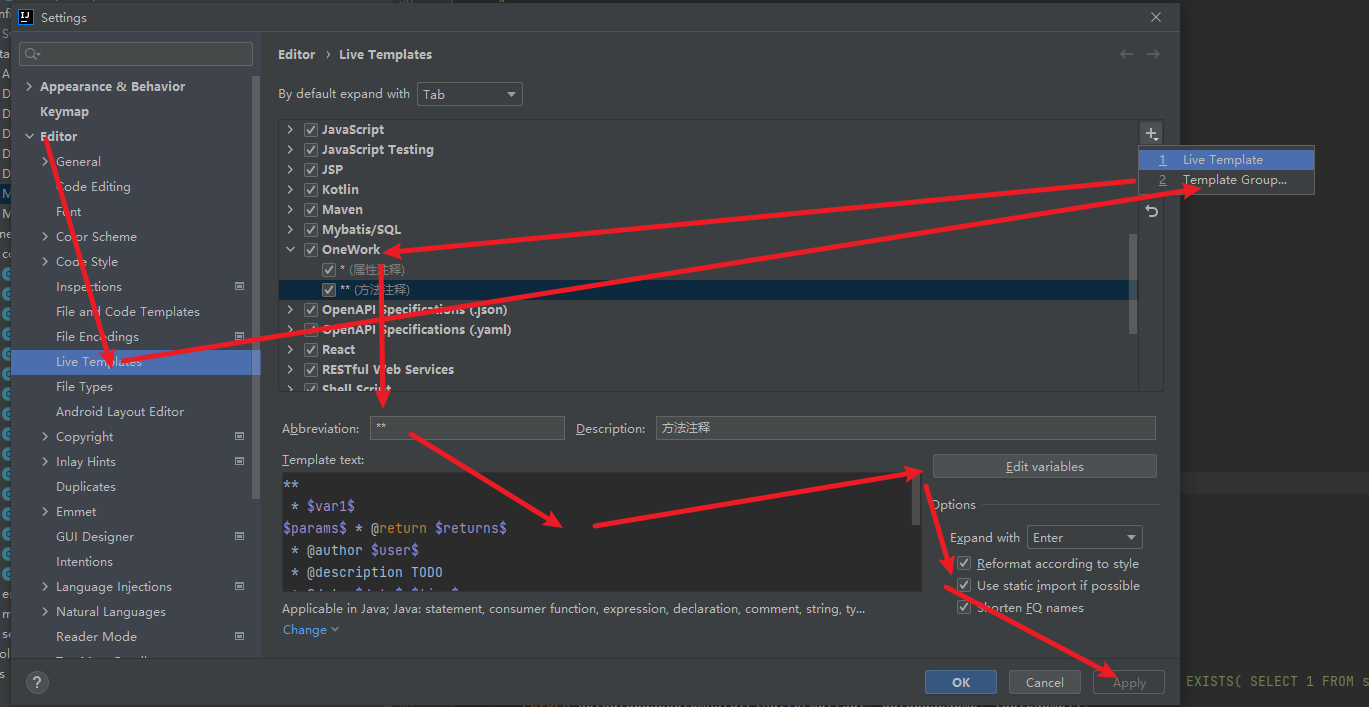 Settings
Appearance & Behavior
Keymap
Editor
General
Code Editing
Font
Color Scheme
Code Style
Inspections
File and Code Templates
File Encodings
Live Templates
File Types
Android Layout Editor
Copyright
Inlay Hints
Duplicates
Emmet
GUI Designer
Intentions
Language Injections
Natural Languages
Reader Mode
Editor › Live Templates
By default expand with Tab
JavaScript
JavaScript Testing
JSP
Kotlin
Maven
Mybatis/SQL
OneWork
* (属性注释)
** (方法注释)
OpenAPI Specifications (.json)
OpenAPI Specifications (.yaml)
React
RESTful Web Services
Shell Script
1 Live Template
2 Template Group...
Abbreviation: **
Description: 方法注释
Template text:
**
* $var1$
$params$ * @return $returns$
* @author $user$
* @description TODO
Edit variables
Options
Expand with Enter
Reformat according to style
Use static import if possible
Shorten FQ names
Applicable in Java; Java: statement, consumer function, expression, declaration, comment, string, ty...
Change
?
OK
Cancel
Apply
EXISTS( SELECT 1 FROM s